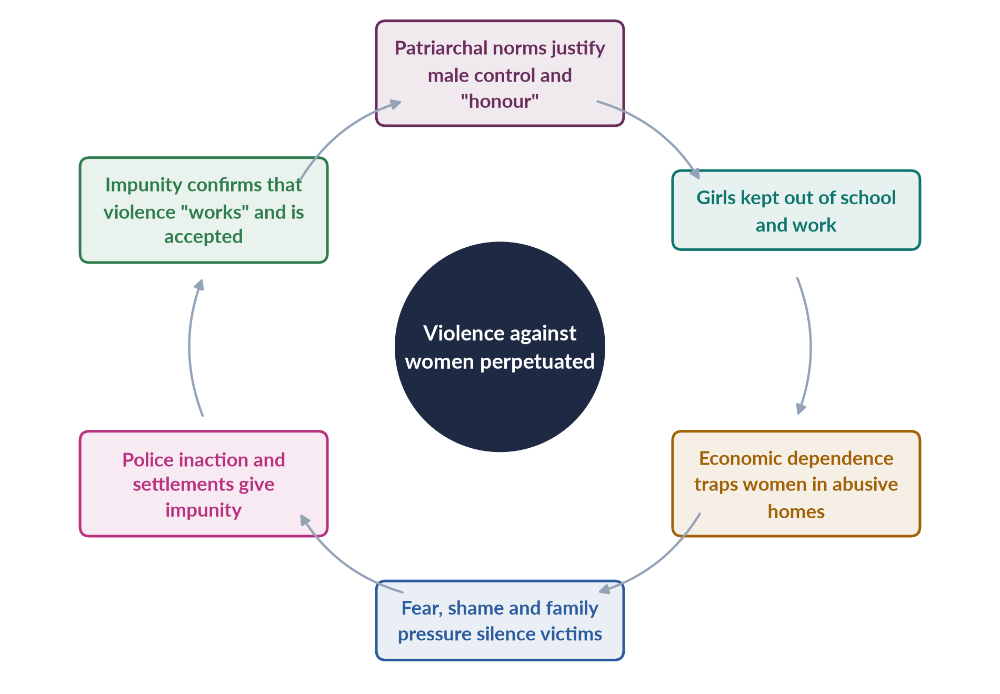 Patriarchal norms justify
male control and
"honour"
Girls kept out of school
and work
Economic dependence
traps women in abusive
homes
Fear, shame and family
pressure silence victims
Police inaction and
settlements give
impunity
Impunity confirms that
violence "works" and is
accepted
Violence against
women perpetuated